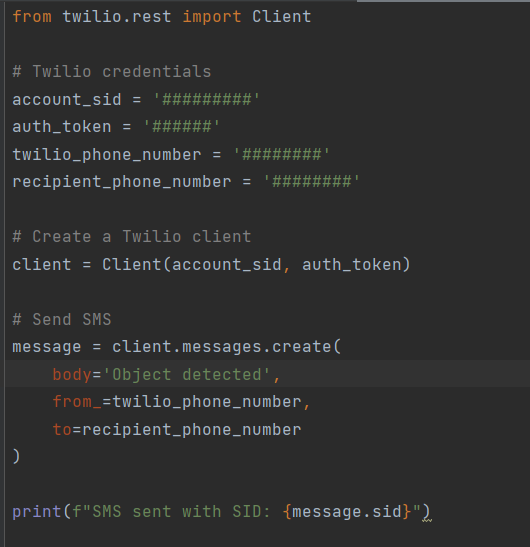 from twilio.rest import Client
# Twilio credentials
account_sid = '#########'
auth_token = '######'
twilio_phone_number = '########'
recipient_phone_number = '########'
# Create a Twilio client
client = Client(account_sid, auth_token)
# Send SMS
message = client.messages.create(
    body='Object detected',
    from_=twilio_phone_number,
    to=recipient_phone_number
)
print(f"SMS sent with SID: {message.sid}")